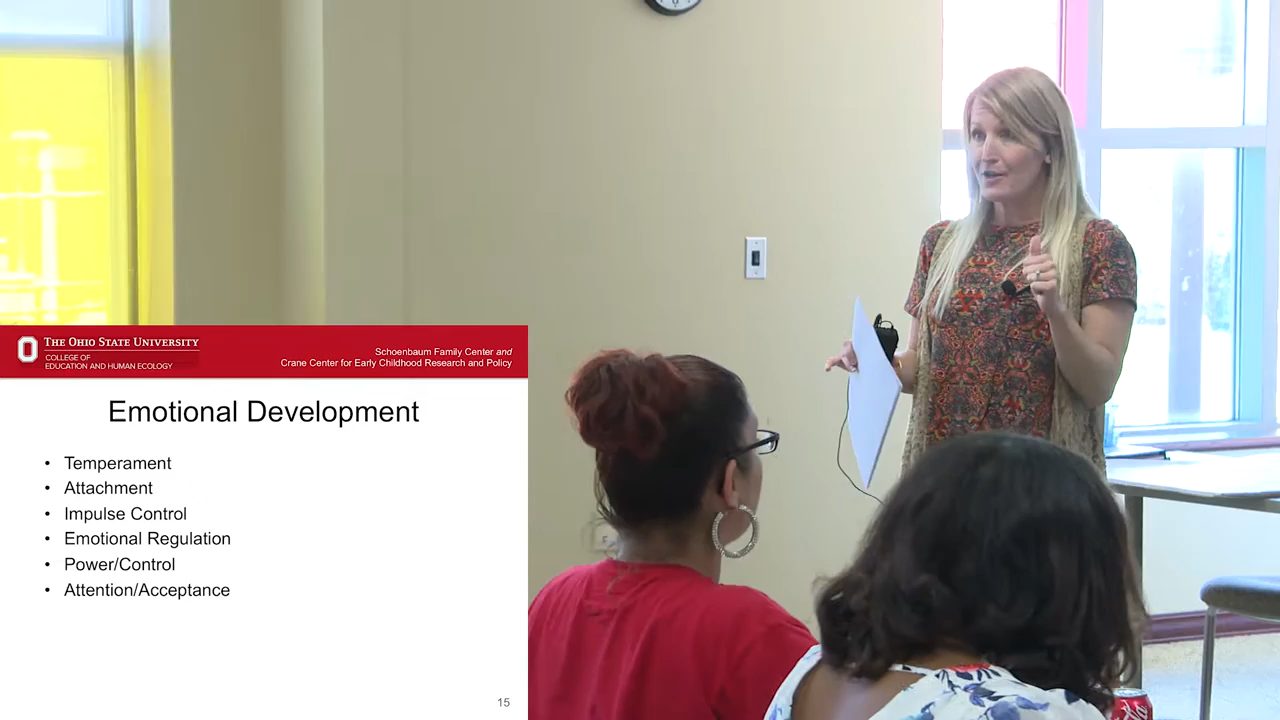 THE OHIO STATE UNIVERSITY
COLLEGE OF
EDUCATION AND HUMAN ECOLOGY
Schoenbaum Family Center and
Crane Center for Early Childhood Research and Policy
Emotional Development
• Temperament
• Attachment
• Impulse Control
• Emotional Regulation
• Power/Control
• Attention/Acceptance
15